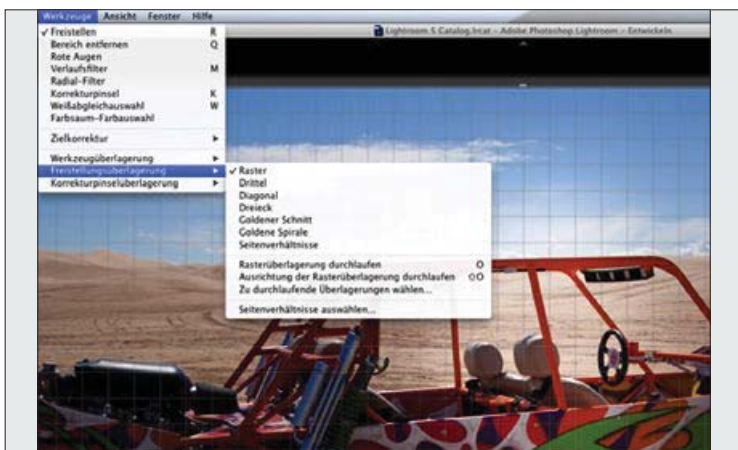 Werkzeuge Ansicht Fenster Hilfe
Lightroom 5 Catalog.lrcat – Adobe Photoshop Lightroom – Entwickeln
✓ Freistellen R
Bereich entfernen Q
Rote Augen
Verlaufsfilter M
Radial-Filter
Korrekturpinsel K
Weißabgleichauswahl W
Farbsaum-Farbauswahl
Zielkorrektur
Werkzeugüberlagerung
Freistellungsüberlagerung
Korrekturpinselüberlagerung
✓ Raster
Drittel
Diagonal
Dreieck
Goldener Schnitt
Goldene Spirale
Seitenverhältnisse
Rasterüberlagerung durchlaufen O
Ausrichtung der Rasterüberlagerung durchlaufen ⇧O
Zu durchlaufende Überlagerungen wählen...
Seitenverhältnisse auswählen...